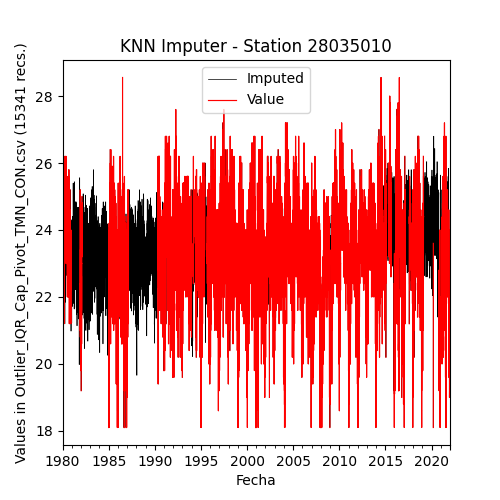 KNN Imputer - Station 28035010
Imputed
Value
Values in Outlier_IQR_Cap_Pivot_TMN_CON.csv (15341 recs.)
28
26
24
22
20
18
1980 1985 1990 1995 2000 2005 2010 2015 2020
Fecha